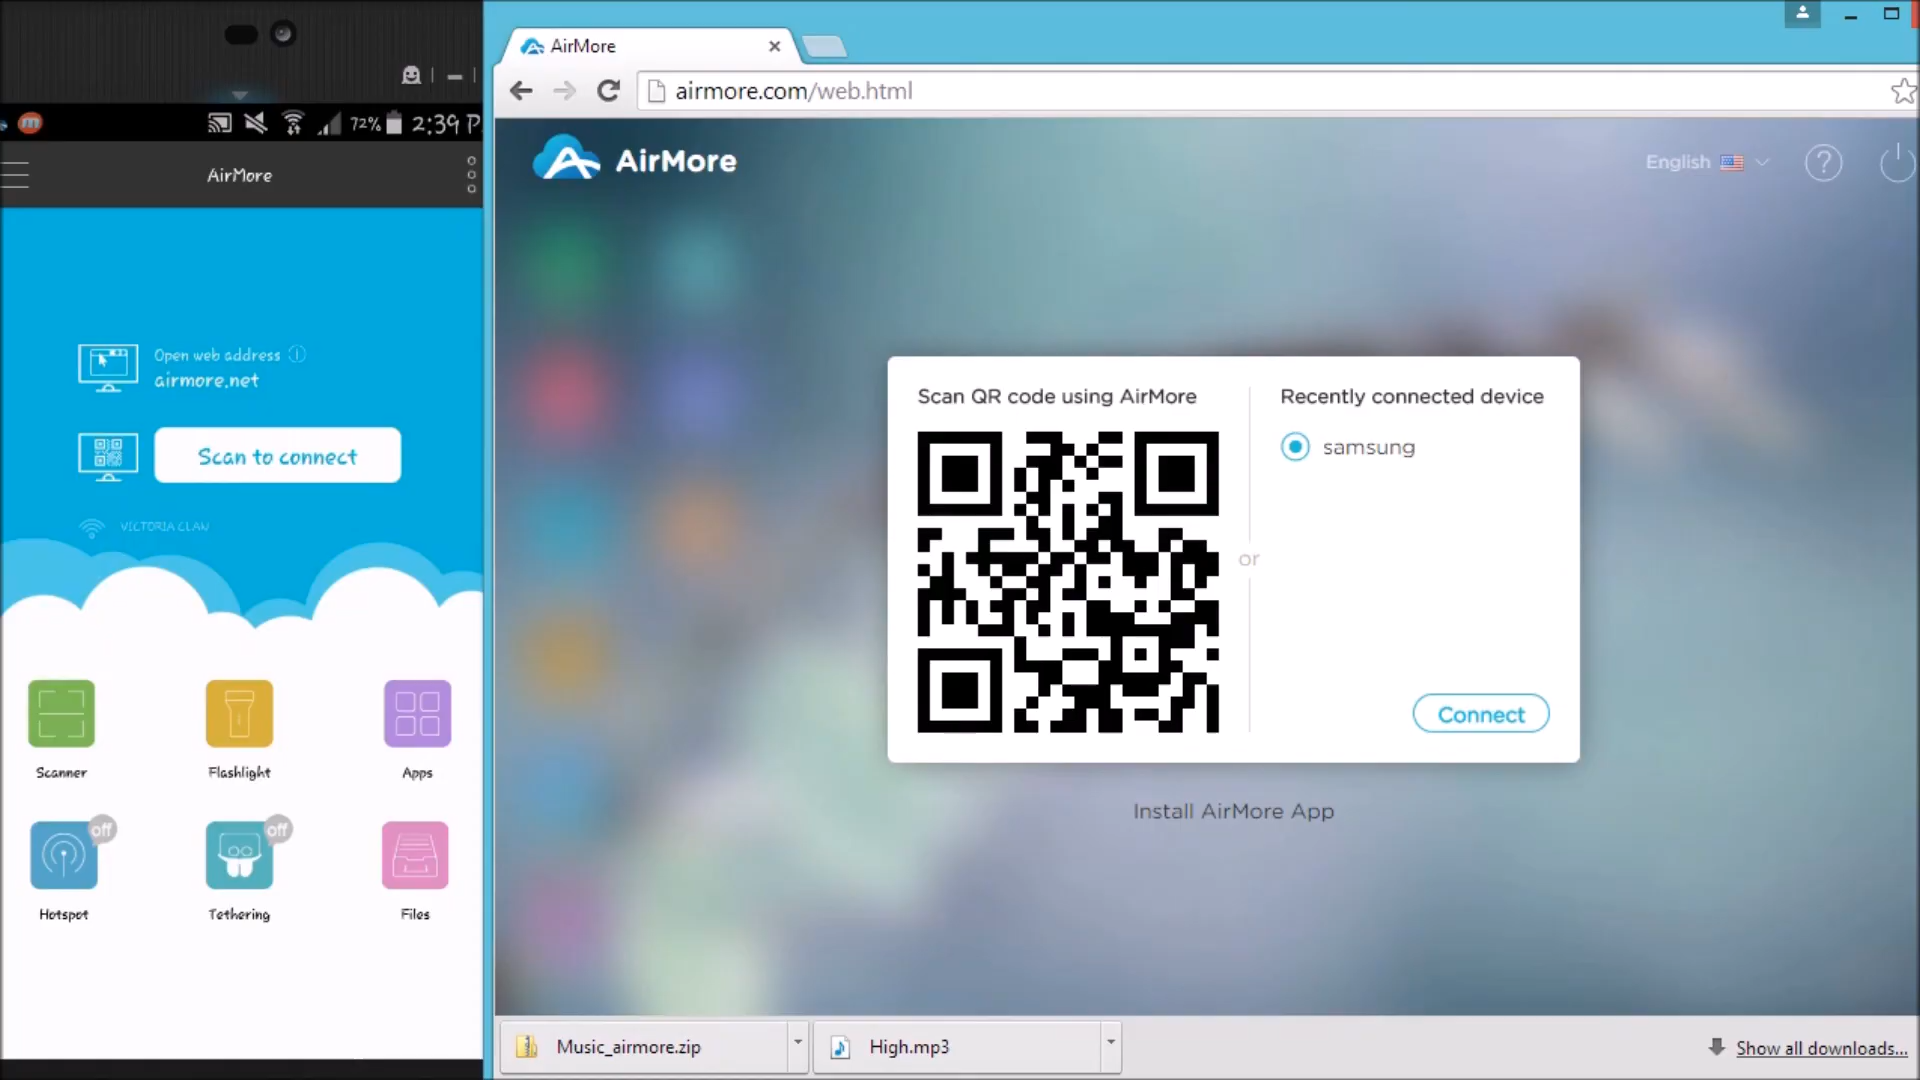 72% 2:39 P
AirMore
Open web address
airmore.net
Scan to connect
VICTORIA CLAN
Scanner
Flashlight
Apps
off
off
Hotspot
Tethering
Files
AirMore
airmore.com/web.html
AirMore
English
?
Scan QR code using AirMore
Recently connected device
samsung
or
Connect
Install AirMore App
Music_airmore.zip
High.mp3
Show all downloads...